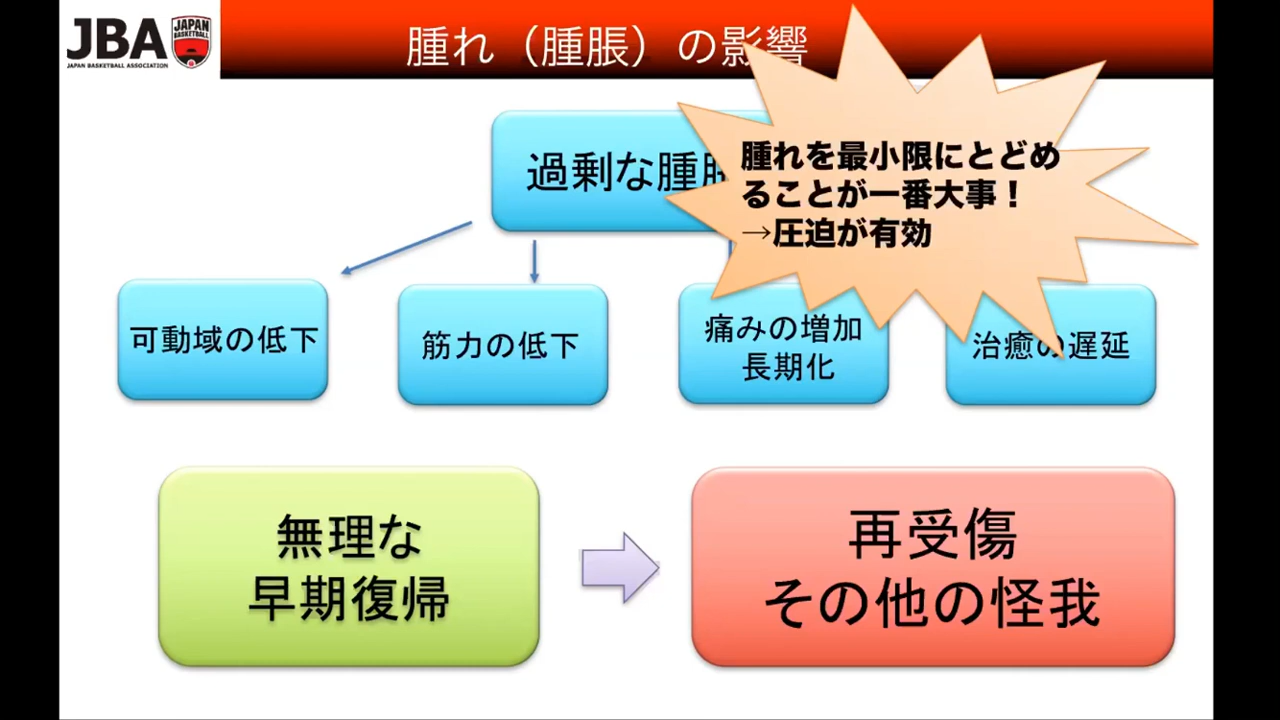 JBA
JAPAN BASKETBALL ASSOCIATION
JAPAN
BASKETBALL
腫れ（腫脹）の影響
過剰な腫脹
腫れを最小限にとどめ
ることが一番大事！
→圧迫が有効
可動域の低下
筋力の低下
痛みの増加
長期化
治癒の遅延
無理な
早期復帰
再受傷
その他の怪我